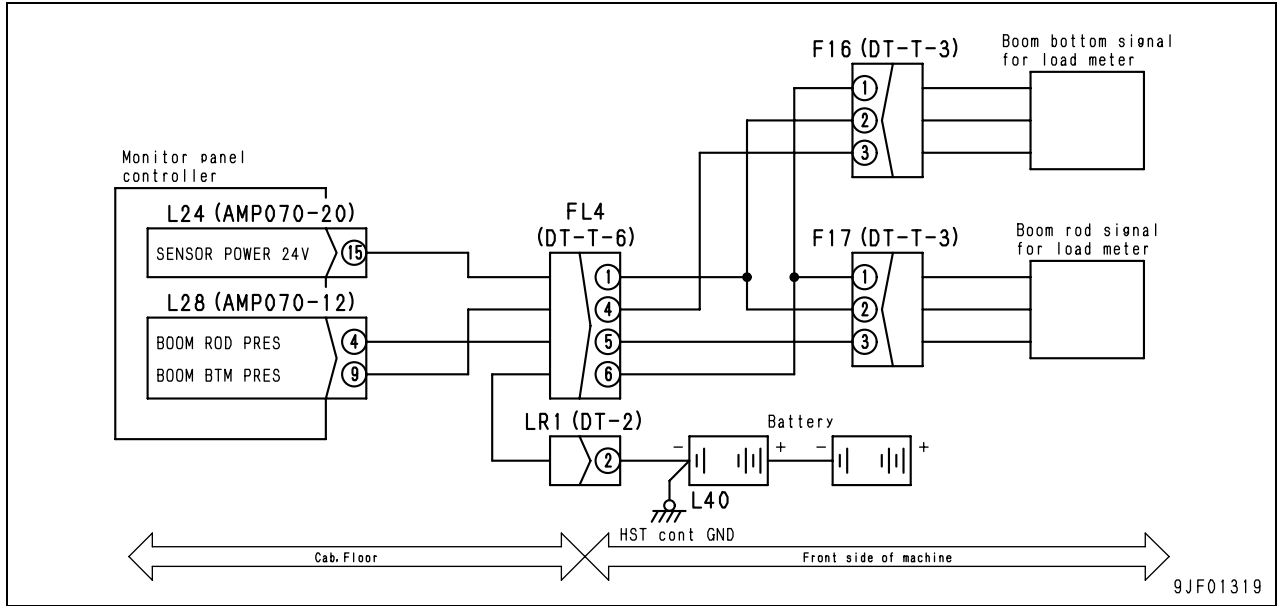 F16 (DT-T-3)
Boom bottom signal
for load meter
1
2
3
Monitor panel
controller
L24 (AMP070-20)
SENSOR POWER 24V
15
L28 (AMP070-12)
BOOM ROD PRES
4
BOOM BTM PRES
9
FL4
(DT-T-6)
1
4
5
6
F17 (DT-T-3)
Boom rod signal
for load meter
1
2
3
LR1 (DT-2)
2
Battery
- +
- +
L40
HST cont GND
Cab. Floor
Front side of machine
9JF01319